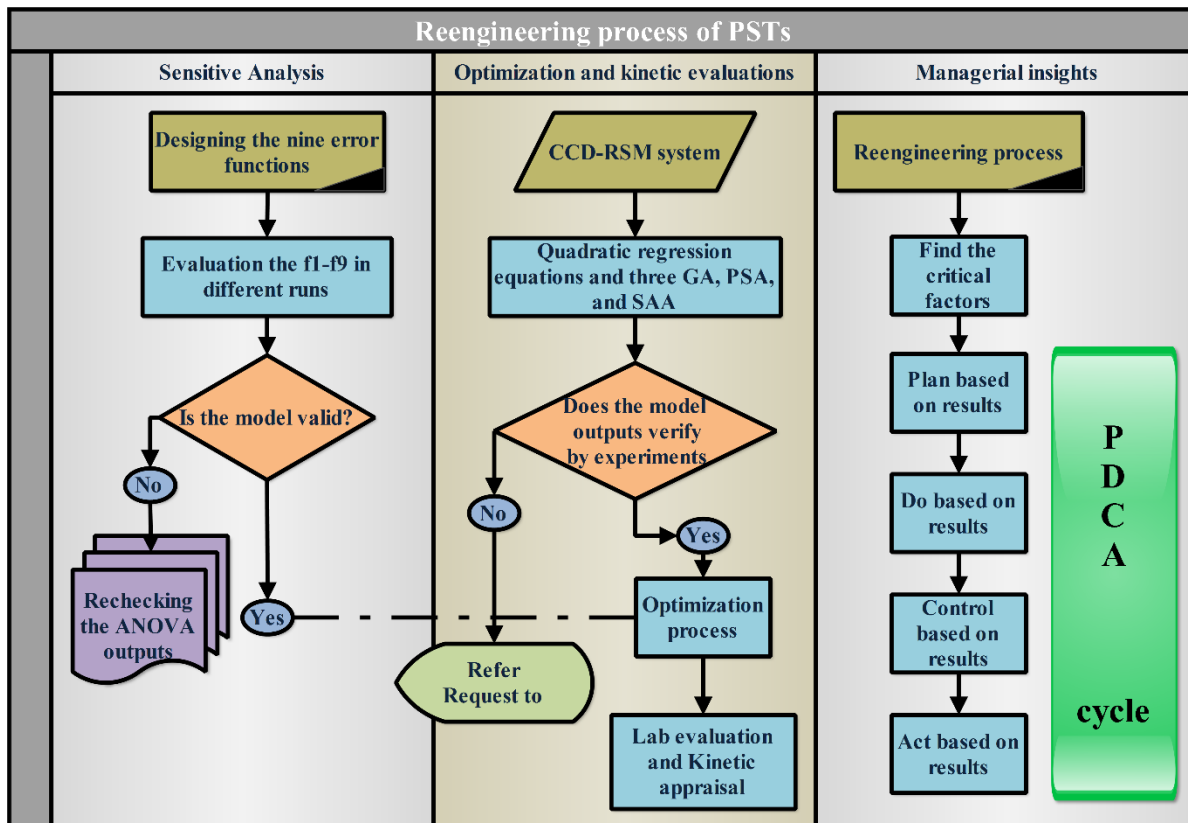 Reengineering process of PSTs
Sensitive Analysis
Designing the nine error
functions
Evaluation the f1-f9 in
different runs
Is the model valid?
No
Rechecking
the ANOVA
outputs
Yes
Optimization and kinetic evaluations
CCD-RSM system
Quadratic regression
equations and three GA, PSA,
and SAA
Does the model
outputs verify
by experiments
No
Yes
Refer
Request to
Optimization
process
Lab evaluation
and Kinetic
appraisal
Managerial insights
Reengineering process
Find the
critical
factors
Plan based
on results
Do based on
results
Control
based on
results
Act based on
results
P
D
C
A
cycle